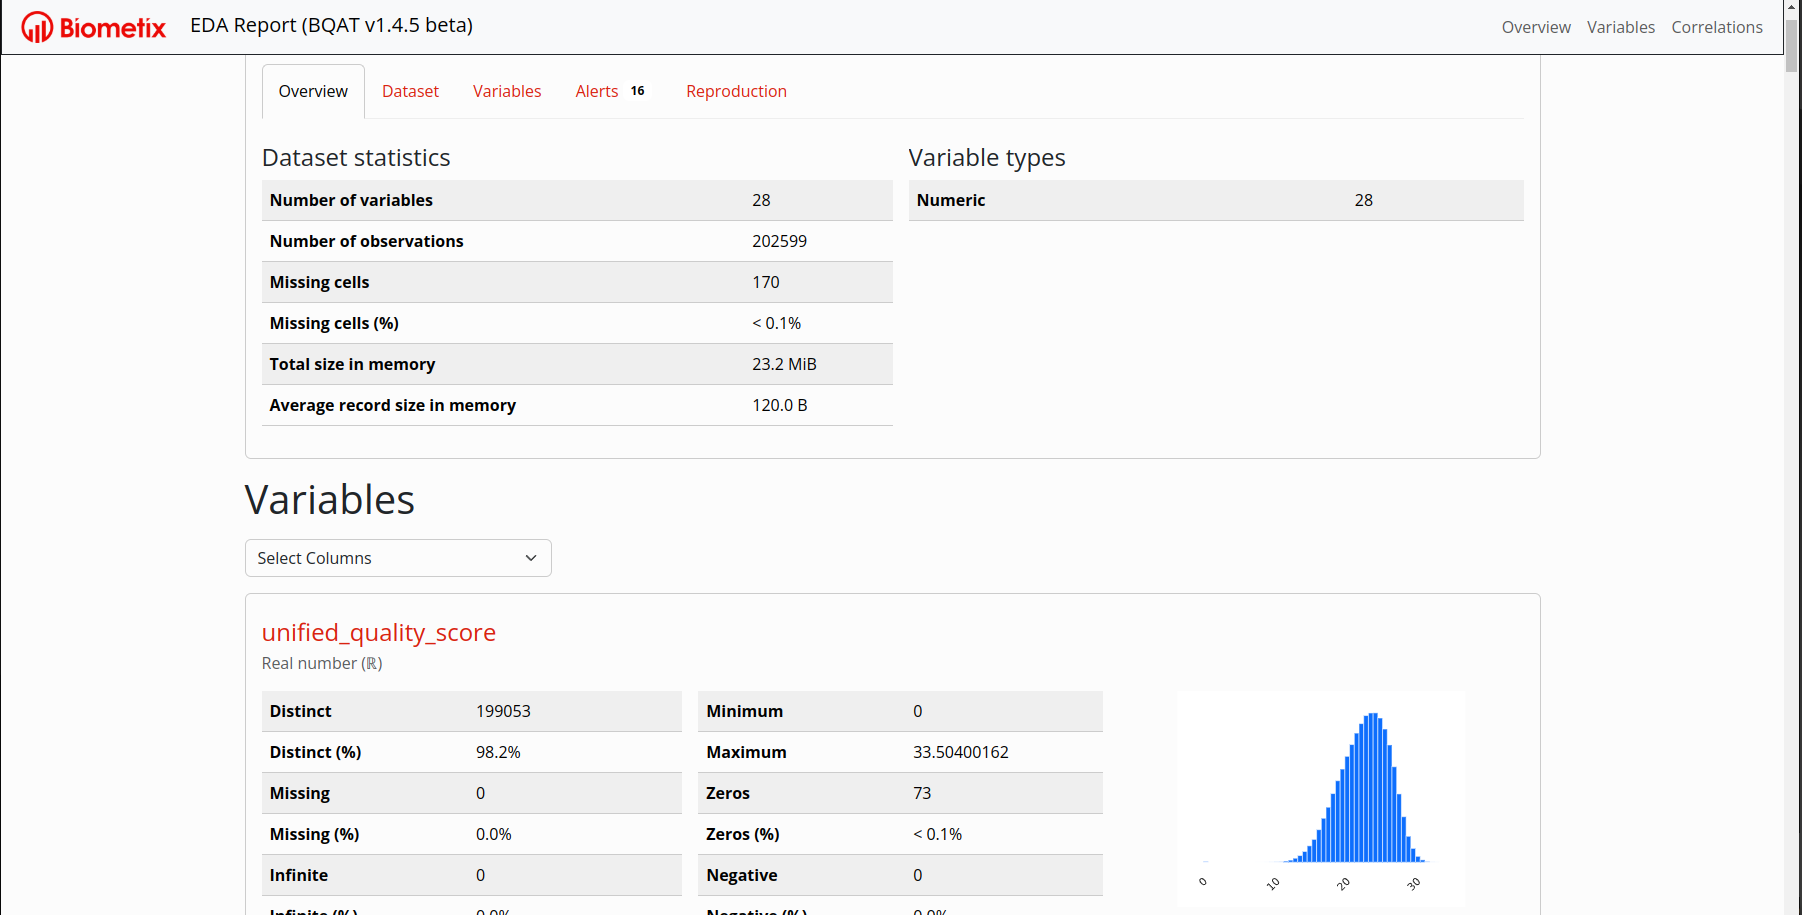 Biometix EDA Report (BQAT v1.4.5 beta) Overview Variables Correlations
Overview Dataset Variables Alerts 16 Reproduction
Dataset statistics
Number of variables 28
Number of observations 202599
Missing cells 170
Missing cells (%) < 0.1%
Total size in memory 23.2 MiB
Average record size in memory 120.0 B
Variable types
Numeric 28
Variables
Select Columns
unified_quality_score
Real number (ℝ)
Distinct 199053
Distinct (%) 98.2%
Missing 0
Missing (%) 0.0%
Infinite 0
Infinite (%) 0.0%
Minimum 0
Maximum 33.50400162
Zeros 73
Zeros (%) < 0.1%
Negative 0
Negative (%) 0.0%
0 10 20 30